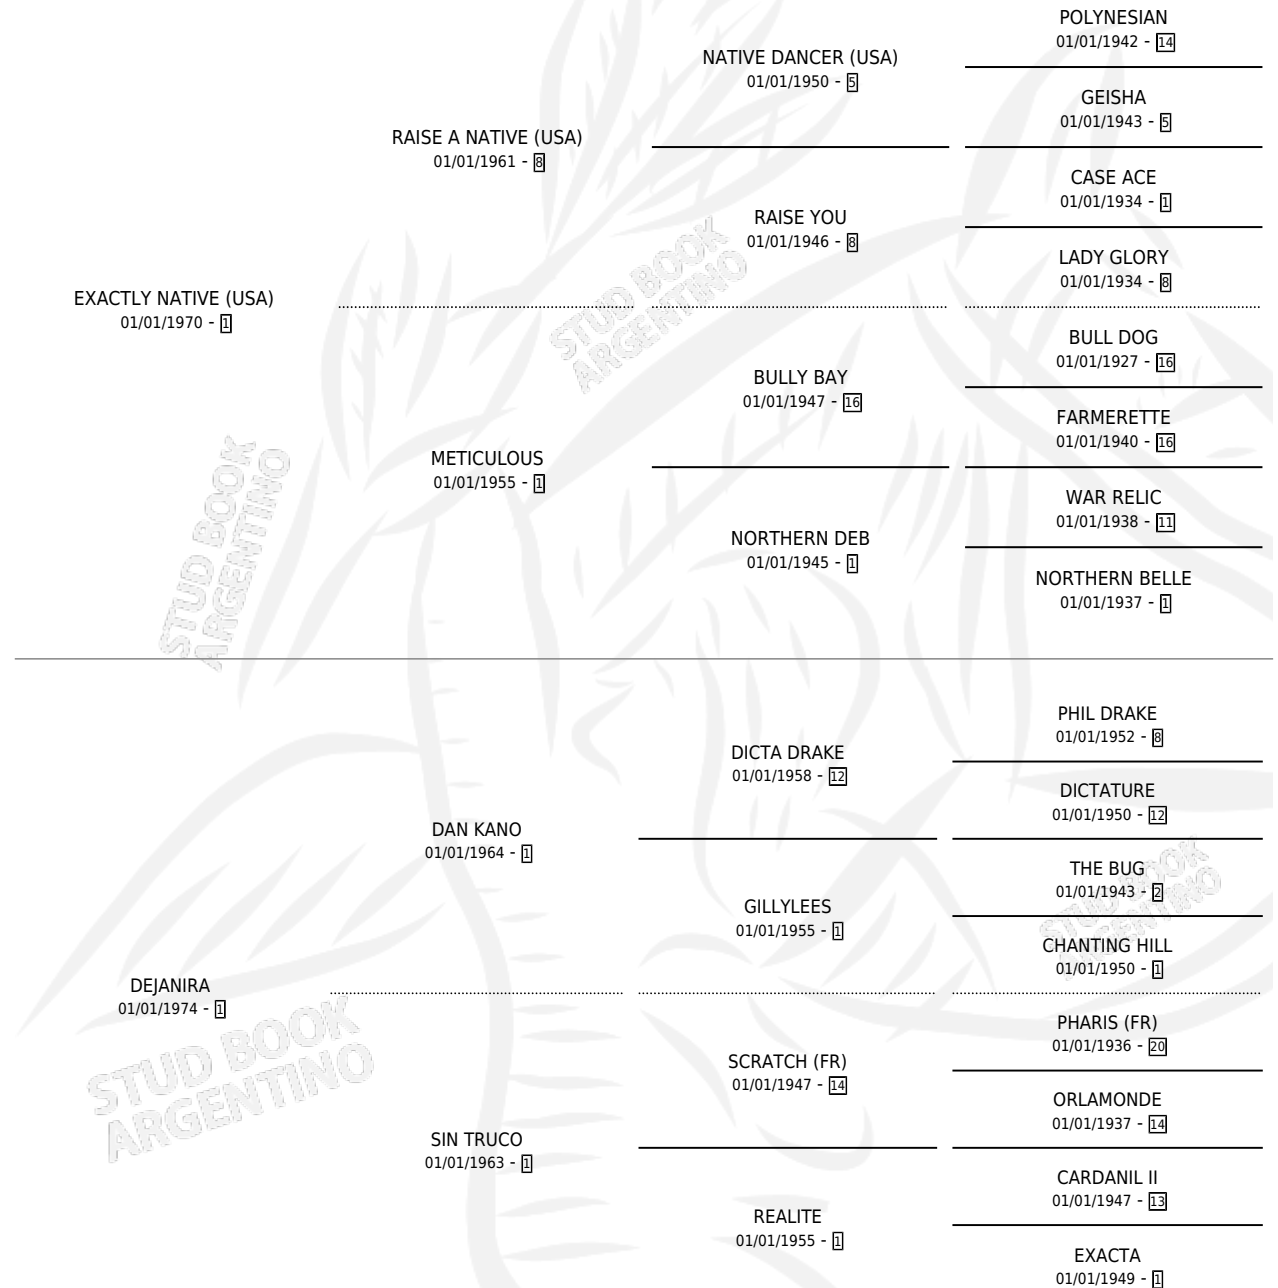 POLYNESIAN
01/01/1942 - 14
NATIVE DANCER (USA)
01/01/1950 - 5
GEISHA
01/01/1943 - 5
RAISE A NATIVE (USA)
01/01/1961 - 8
CASE ACE
01/01/1934 - 1
RAISE YOU
01/01/1946 - 8
LADY GLORY
01/01/1934 - 8
EXACTLY NATIVE (USA)
01/01/1970 - 1
BULL DOG
01/01/1927 - 16
BULLY BAY
01/01/1947 - 16
FARMERETTE
01/01/1940 - 16
METICULOUS
01/01/1955 - 1
WAR RELIC
01/01/1938 - 11
NORTHERN DEB
01/01/1945 - 1
NORTHERN BELLE
01/01/1937 - 1
PHIL DRAKE
01/01/1952 - 8
DICTA DRAKE
01/01/1958 - 12
DICTATURE
01/01/1950 - 12
DAN KANO
01/01/1964 - 1
THE BUG
01/01/1943 - 2
GILLYLEES
01/01/1955 - 1
CHANTING HILL
01/01/1950 - 1
DEJANIRA
01/01/1974 - 1
PHARIS (FR)
01/01/1936 - 20
SCRATCH (FR)
01/01/1947 - 14
ORLAMONDE
01/01/1937 - 14
SIN TRUCO
01/01/1963 - 1
CARDANIL II
01/01/1947 - 13
REALITE
01/01/1955 - 1
EXACTA
01/01/1949 - 1
STUD BOOK
ARGENTINO
STUD BOOK
ARGENTINO
STUD BOOK
ARGENTINO
STUD BOOK
ARGENTINO